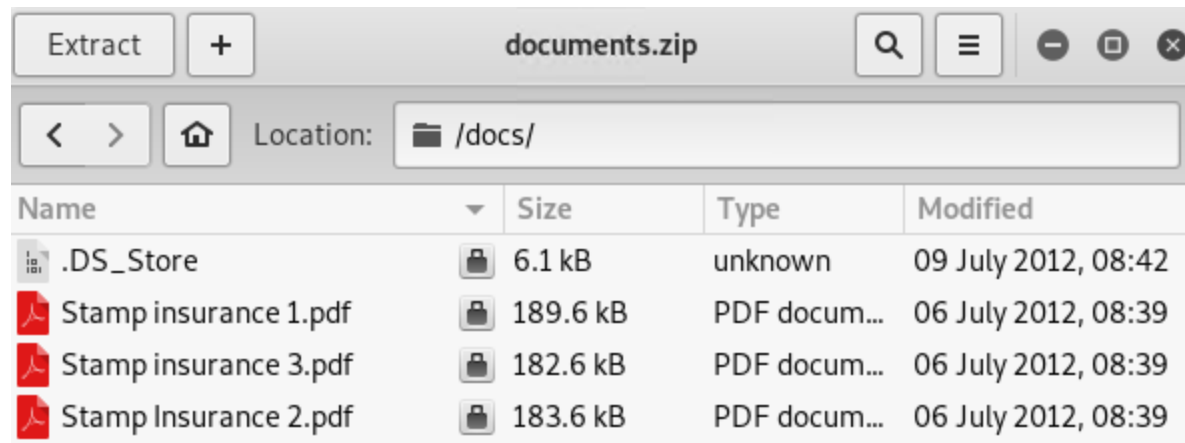 Extract + documents.zip
Location: /docs/
Name Size Type Modified
.DS_Store 6.1 kB unknown 09 July 2012, 08:42
Stamp insurance 1.pdf 189.6 kB PDF docum... 06 July 2012, 08:39
Stamp insurance 3.pdf 182.6 kB PDF docum... 06 July 2012, 08:39
Stamp Insurance 2.pdf 183.6 kB PDF docum... 06 July 2012, 08:39